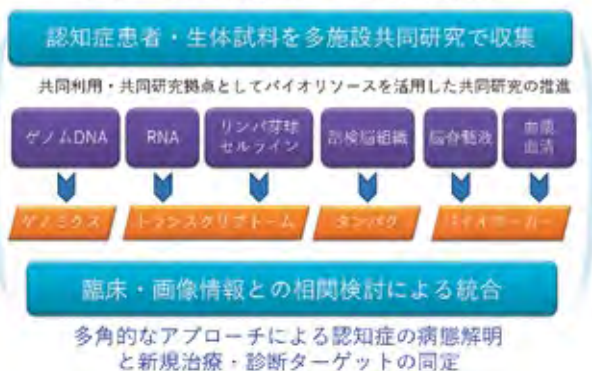 認知症患者・生体試料を多施設共同研究で収集
共同利用・共同研究拠点としてバイオリソースを活用した共同研究の推進
ゲノムDNA
RNA
リンパ芽球
セルライン
剖検脳組織
脳脊髄液
血漿
血清
ゲノミクス
トランスクリプトーム
タンパク
バイオマーカー
臨床・画像情報との相関検討による統合
多角的なアプローチによる認知症の病態解明
と新規治療・診断ターゲットの同定